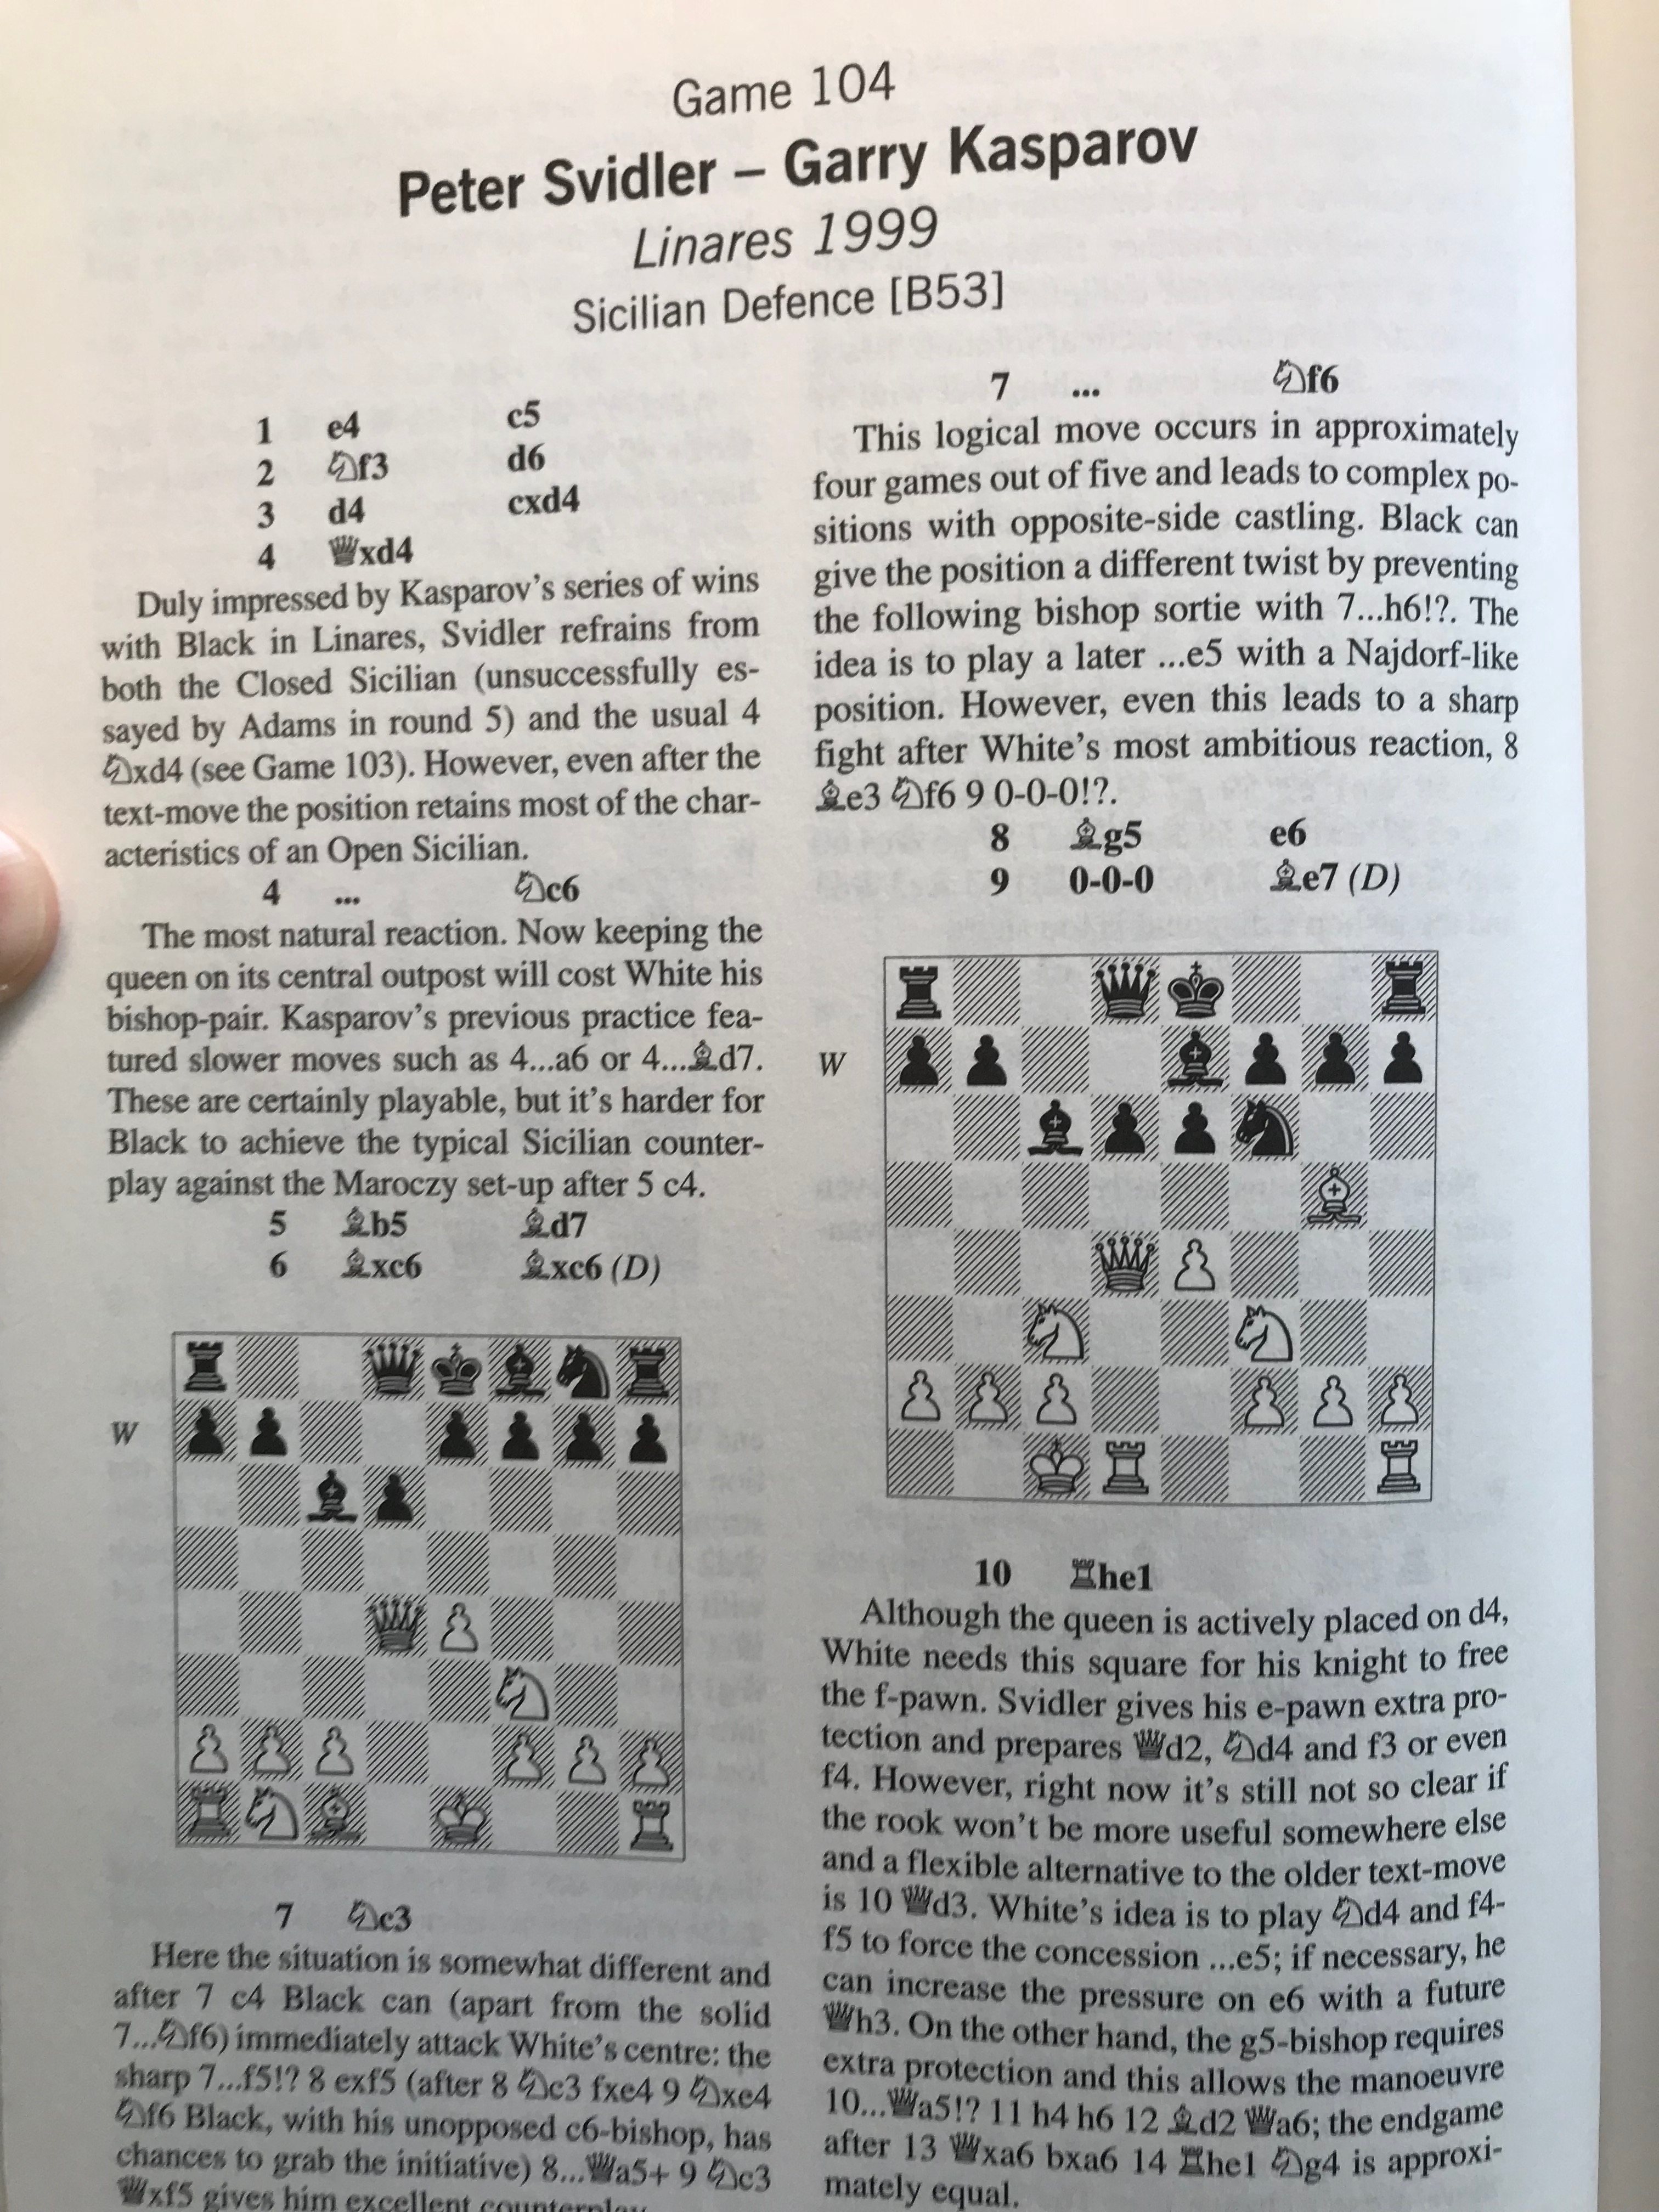 Game 104
Peter Svidler – Garry Kasparov
Linares 1999
Sicilian Defence [B53]
1 e4 c5
2 ♘f3 d6
3 d4 cxd4
4 ♕xd4
Duly impressed by Kasparov's series of wins
with Black in Linares, Svidler refrains from
both the Closed Sicilian (unsuccessfully es-
sayed by Adams in round 5) and the usual 4
♘xd4 (see Game 103). However, even after the
text-move the position retains most of the char-
acteristics of an Open Sicilian.
4 ... ♘c6
The most natural reaction. Now keeping the
queen on its central outpost will cost White his
bishop-pair. Kasparov's previous practice fea-
tured slower moves such as 4...a6 or 4...♗d7.
These are certainly playable, but it's harder for
Black to achieve the typical Sicilian counter-
play against the Maroczy set-up after 5 c4.
5 ♗b5 ♗d7
6 ♗xc6 ♗xc6 (D)
W
7 ♘c3
Here the situation is somewhat different and
after 7 c4 Black can (apart from the solid
7...♘f6) immediately attack White's centre: the
sharp 7...f5!? 8 exf5 (after 8 ♘c3 fxe4 9 ♘xe4
♘f6 Black, with his unopposed c6-bishop, has
chances to grab the initiative) 8...♕a5+ 9 ♘c3
♕xf5 gives him excellent counterplay.
7 ... ♘f6
This logical move occurs in approximately
four games out of five and leads to complex po-
sitions with opposite-side castling. Black can
give the position a different twist by preventing
the following bishop sortie with 7...h6!?. The
idea is to play a later ...e5 with a Najdorf-like
position. However, even this leads to a sharp
fight after White's most ambitious reaction, 8
♗e3 ♘f6 9 0-0-0!?.
8 ♗g5 e6
9 0-0-0 ♗e7 (D)
W
10 ♖he1
Although the queen is actively placed on d4,
White needs this square for his knight to free
the f-pawn. Svidler gives his e-pawn extra pro-
tection and prepares ♕d2, ♘d4 and f3 or even
f4. However, right now it's still not so clear if
the rook won't be more useful somewhere else
and a flexible alternative to the older text-move
is 10 ♕d3. White's idea is to play ♘d4 and f4-
f5 to force the concession ...e5; if necessary, he
can increase the pressure on e6 with a future
♕h3. On the other hand, the g5-bishop requires
extra protection and this allows the manoeuvre
10...♕a5!? 11 h4 h6 12 ♗d2 ♕a6; the endgame
after 13 ♕xa6 bxa6 14 ♖he1 ♘g4 is approxi-
mately equal.